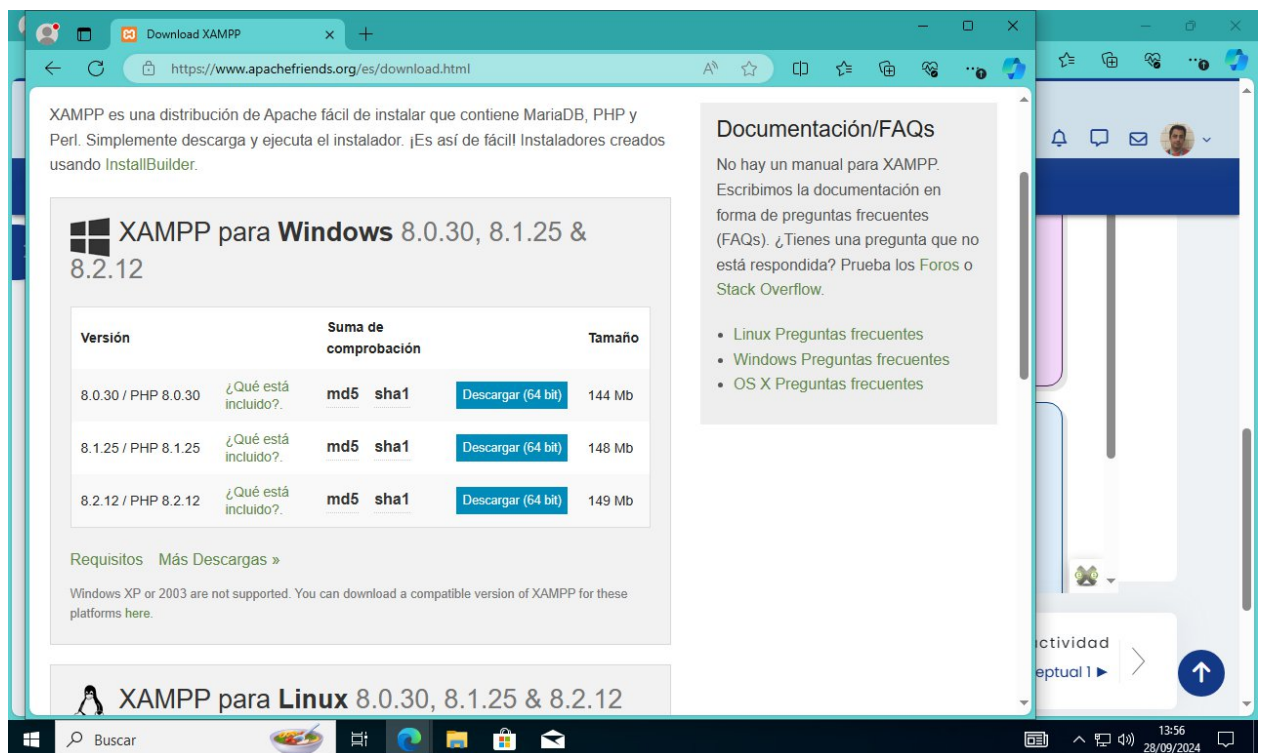 Download XAMPP
https://www.apachefriends.org/es/download.html
XAMPP es una distribución de Apache fácil de instalar que contiene MariaDB, PHP y
Perl. Simplemente descarga y ejecuta el instalador. ¡Es así de fácil! Instaladores creados
usando InstallBuilder.
XAMPP para Windows 8.0.30, 8.1.25 &
8.2.12
Versión Suma de comprobación Tamaño
8.0.30 / PHP 8.0.30 ¿Qué está incluido?. md5 sha1 Descargar (64 bit) 144 Mb
8.1.25 / PHP 8.1.25 ¿Qué está incluido?. md5 sha1 Descargar (64 bit) 148 Mb
8.2.12 / PHP 8.2.12 ¿Qué está incluido?. md5 sha1 Descargar (64 bit) 149 Mb
Requisitos Más Descargas »
Windows XP or 2003 are not supported. You can download a compatible version of XAMPP for these
platforms here.
XAMPP para Linux 8.0.30, 8.1.25 & 8.2.12
Documentación/FAQs
No hay un manual para XAMPP.
Escribimos la documentación en
forma de preguntas frecuentes
(FAQs). ¿Tienes una pregunta que no
está respondida? Prueba los Foros o
Stack Overflow.
• Linux Preguntas frecuentes
• Windows Preguntas frecuentes
• OS X Preguntas frecuentes
ctividad
eptual 1 ►
Buscar
13:56
28/09/2024